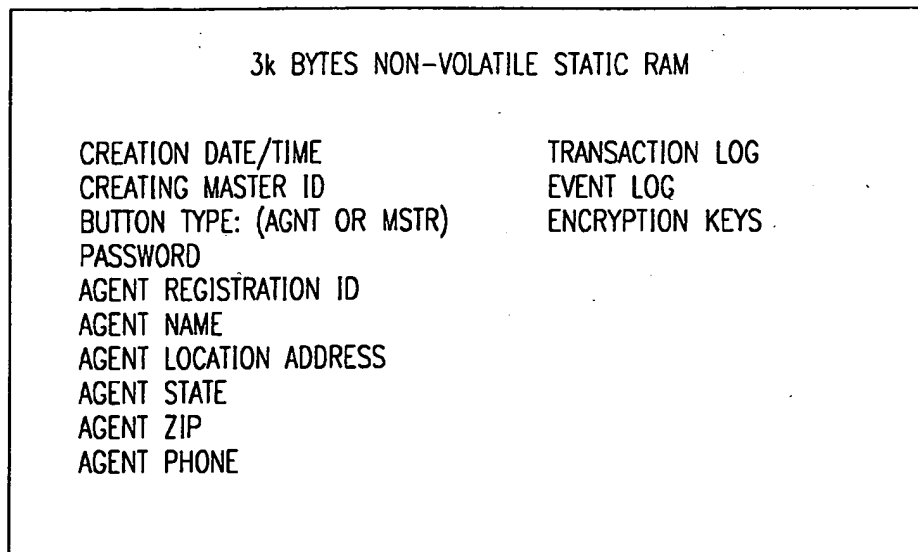 3k BYTES NON-VOLATILE STATIC RAM
CREATION DATE/TIME
CREATING MASTER ID
BUTTON TYPE: (AGNT OR MSTR)
PASSWORD
AGENT REGISTRATION ID
AGENT NAME
AGENT LOCATION ADDRESS
AGENT STATE
AGENT ZIP
AGENT PHONE
TRANSACTION LOG
EVENT LOG
ENCRYPTION KEYS